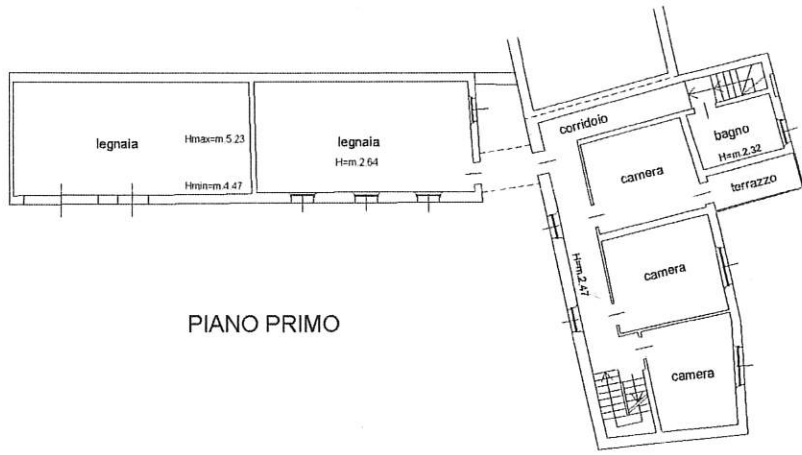 legnaia
Hmax=m.5.23
Hmin=m.4.47
legnaia
H=m.2.64
corridoio
bagno
H=m.2.32
camera
terrazzo
H=m.2.47
camera
camera
PIANO PRIMO